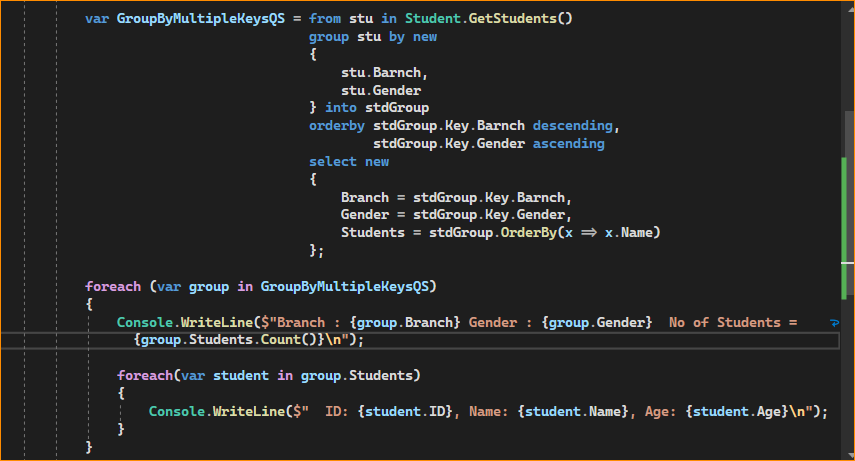 var GroupByMultipleKeysQS = from stu in Student.GetStudents()
group stu by new
{
stu.Barnch,
stu.Gender
} into stdGroup
orderby stdGroup.Key.Barnch descending,
stdGroup.Key.Gender ascending
select new
{
Branch = stdGroup.Key.Barnch,
Gender = stdGroup.Key.Gender,
Students = stdGroup.OrderBy(x => x.Name)
};
foreach (var group in GroupByMultipleKeysQS)
{
Console.WriteLine($"Branch : {group.Branch} Gender : {group.Gender}  No of Students =
{group.Students.Count()}\n");
foreach(var student in group.Students)
{
Console.WriteLine($"  ID: {student.ID}, Name: {student.Name}, Age: {student.Age}\n");
}
}